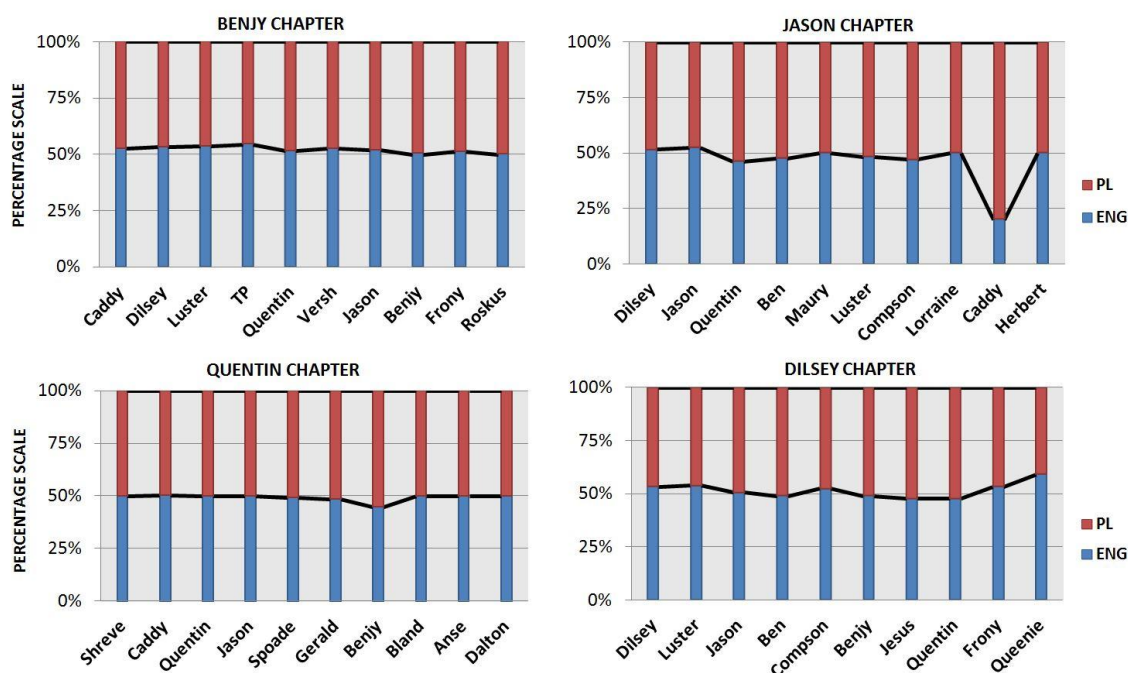 BENJY CHAPTER
PERCENTAGE SCALE
100%
75%
50%
25%
0%
Caddy
Dilsey
Luster
TP
Quentin
Versh
Jason
Benjy
Frony
Roskus
JASON CHAPTER
100%
75%
50%
25%
0%
Dilsey
Jason
Quentin
Ben
Maury
Luster
Compson
Lorraine
Caddy
Herbert
PL
ENG
QUENTIN CHAPTER
PERCENTAGE SCALE
100%
75%
50%
25%
0%
Shreve
Caddy
Quentin
Jason
Spoade
Gerald
Benjy
Bland
Anse
Dalton
DILSEY CHAPTER
100%
75%
50%
25%
0%
Dilsey
Luster
Jason
Ben
Compson
Benjy
Jesus
Quentin
Frony
Queenie
PL
ENG